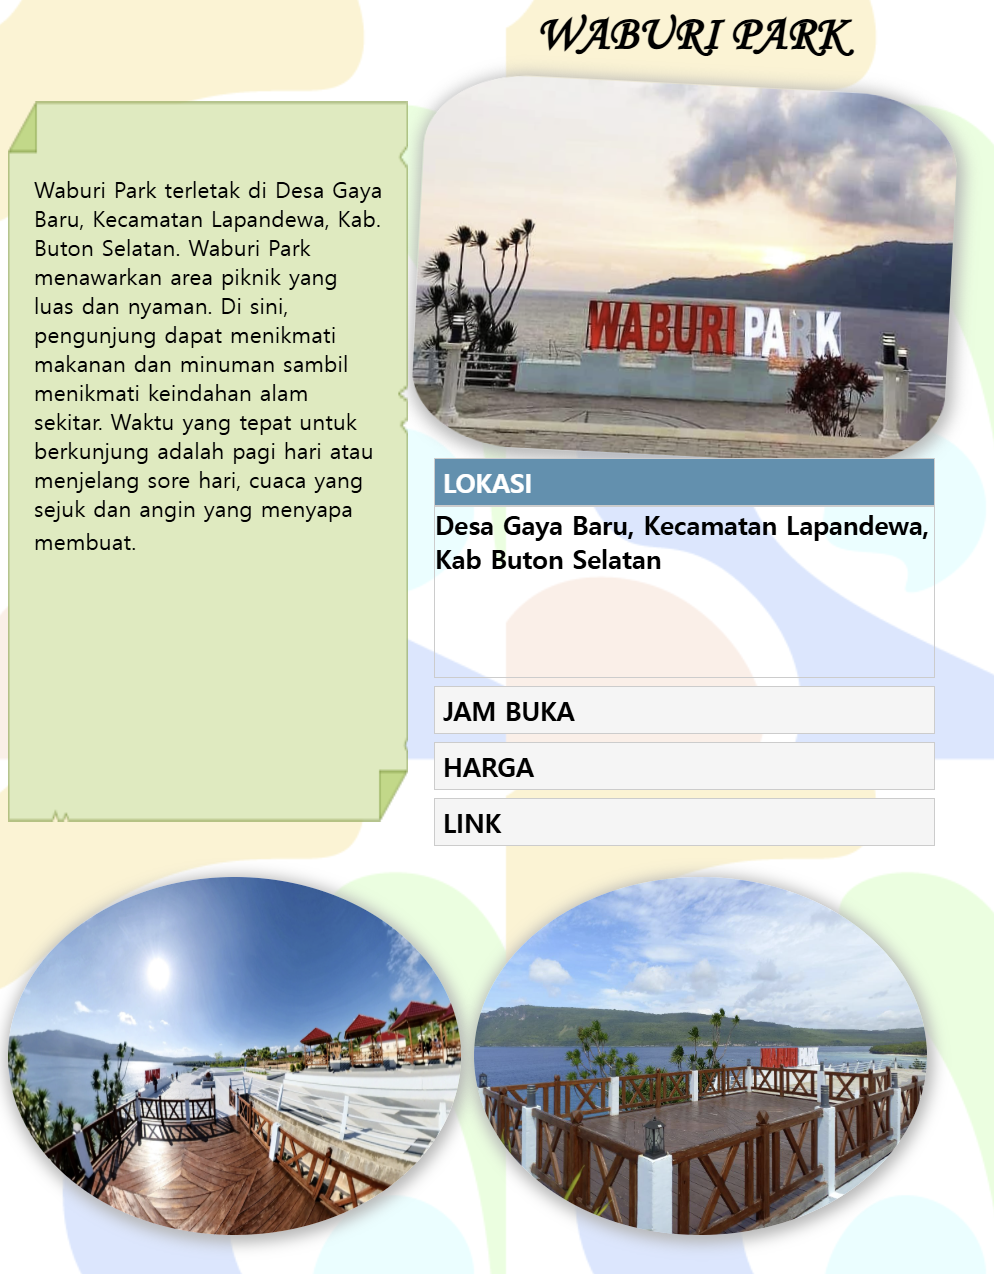 WABURI PARK
Waburi Park terletak di Desa Gaya
Baru, Kecamatan Lapandewa, Kab.
Buton Selatan. Waburi Park
menawarkan area piknik yang
luas dan nyaman. Di sini,
pengunjung dapat menikmati
makanan dan minuman sambil
menikmati keindahan alam
sekitar. Waktu yang tepat untuk
berkunjung adalah pagi hari atau
menjelang sore hari, cuaca yang
sejuk dan angin yang menyapa
membuat.
WABURI PARK
LOKASI
Desa Gaya Baru, Kecamatan Lapandewa,
Kab Buton Selatan
JAM BUKA
HARGA
LINK
WABURI PARK